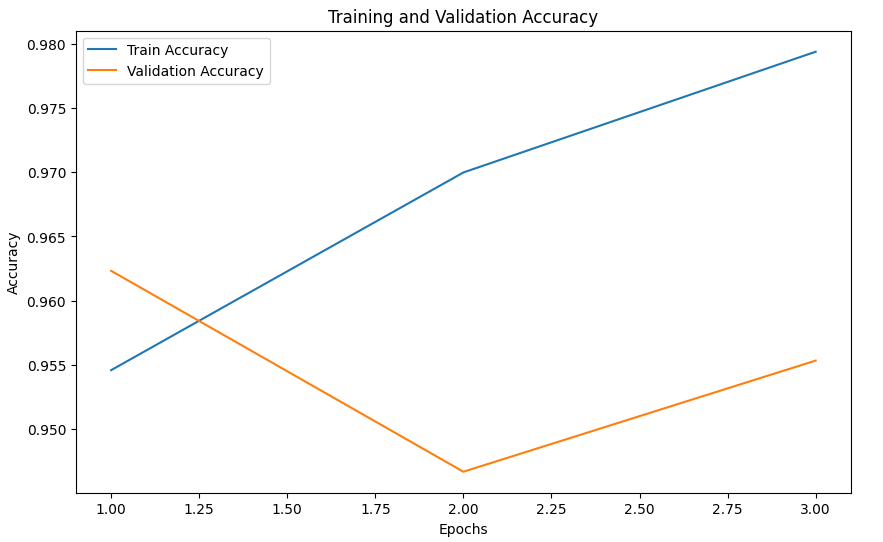 Training and Validation Accuracy
Train Accuracy
Validation Accuracy
Accuracy
0.980
0.975
0.970
0.965
0.960
0.955
0.950
1.00 1.25 1.50 1.75 2.00 2.25 2.50 2.75 3.00
Epochs